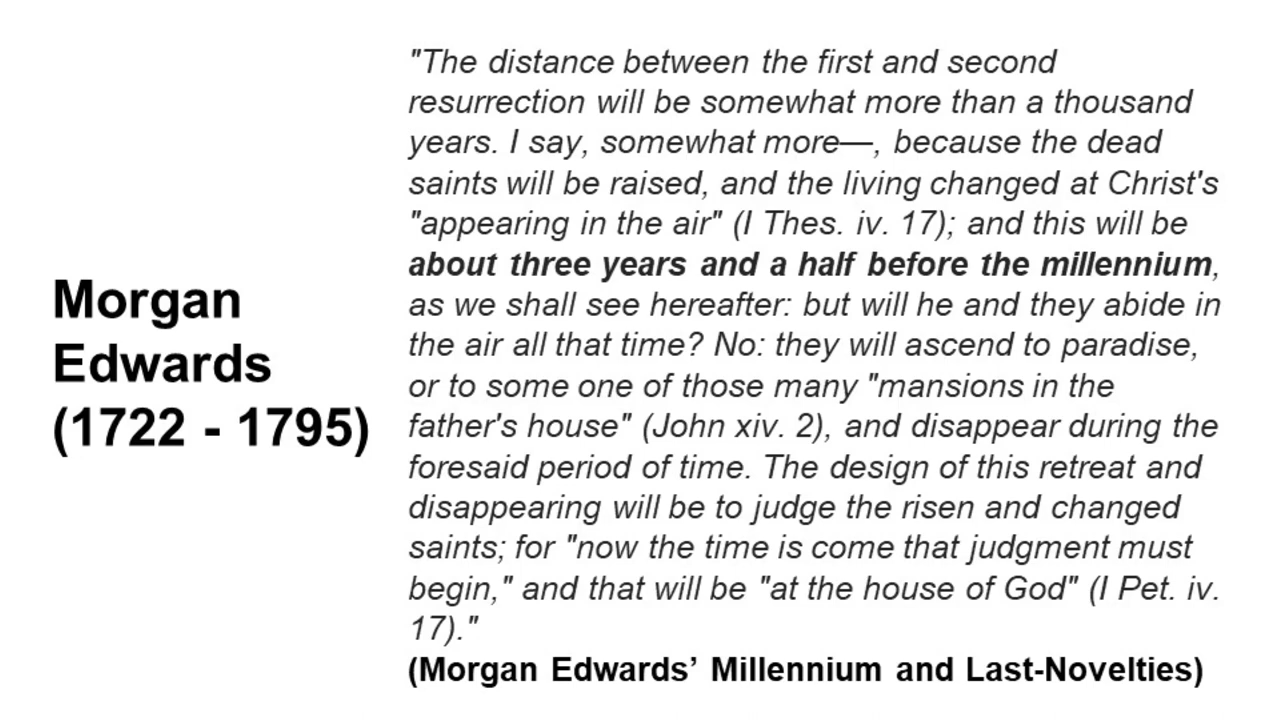 Morgan
Edwards
(1722 - 1795)
"The distance between the first and second
resurrection will be somewhat more than a thousand
years. I say, somewhat more—, because the dead
saints will be raised, and the living changed at Christ's
"appearing in the air" (I Thes. iv. 17); and this will be
about three years and a half before the millennium,
as we shall see hereafter: but will he and they abide in
the air all that time? No: they will ascend to paradise,
or to some one of those many "mansions in the
father's house" (John xiv. 2), and disappear during the
foresaid period of time. The design of this retreat and
disappearing will be to judge the risen and changed
saints; for "now the time is come that judgment must
begin," and that will be "at the house of God" (I Pet. iv.
17)."
(Morgan Edwards’ Millennium and Last-Novelties)